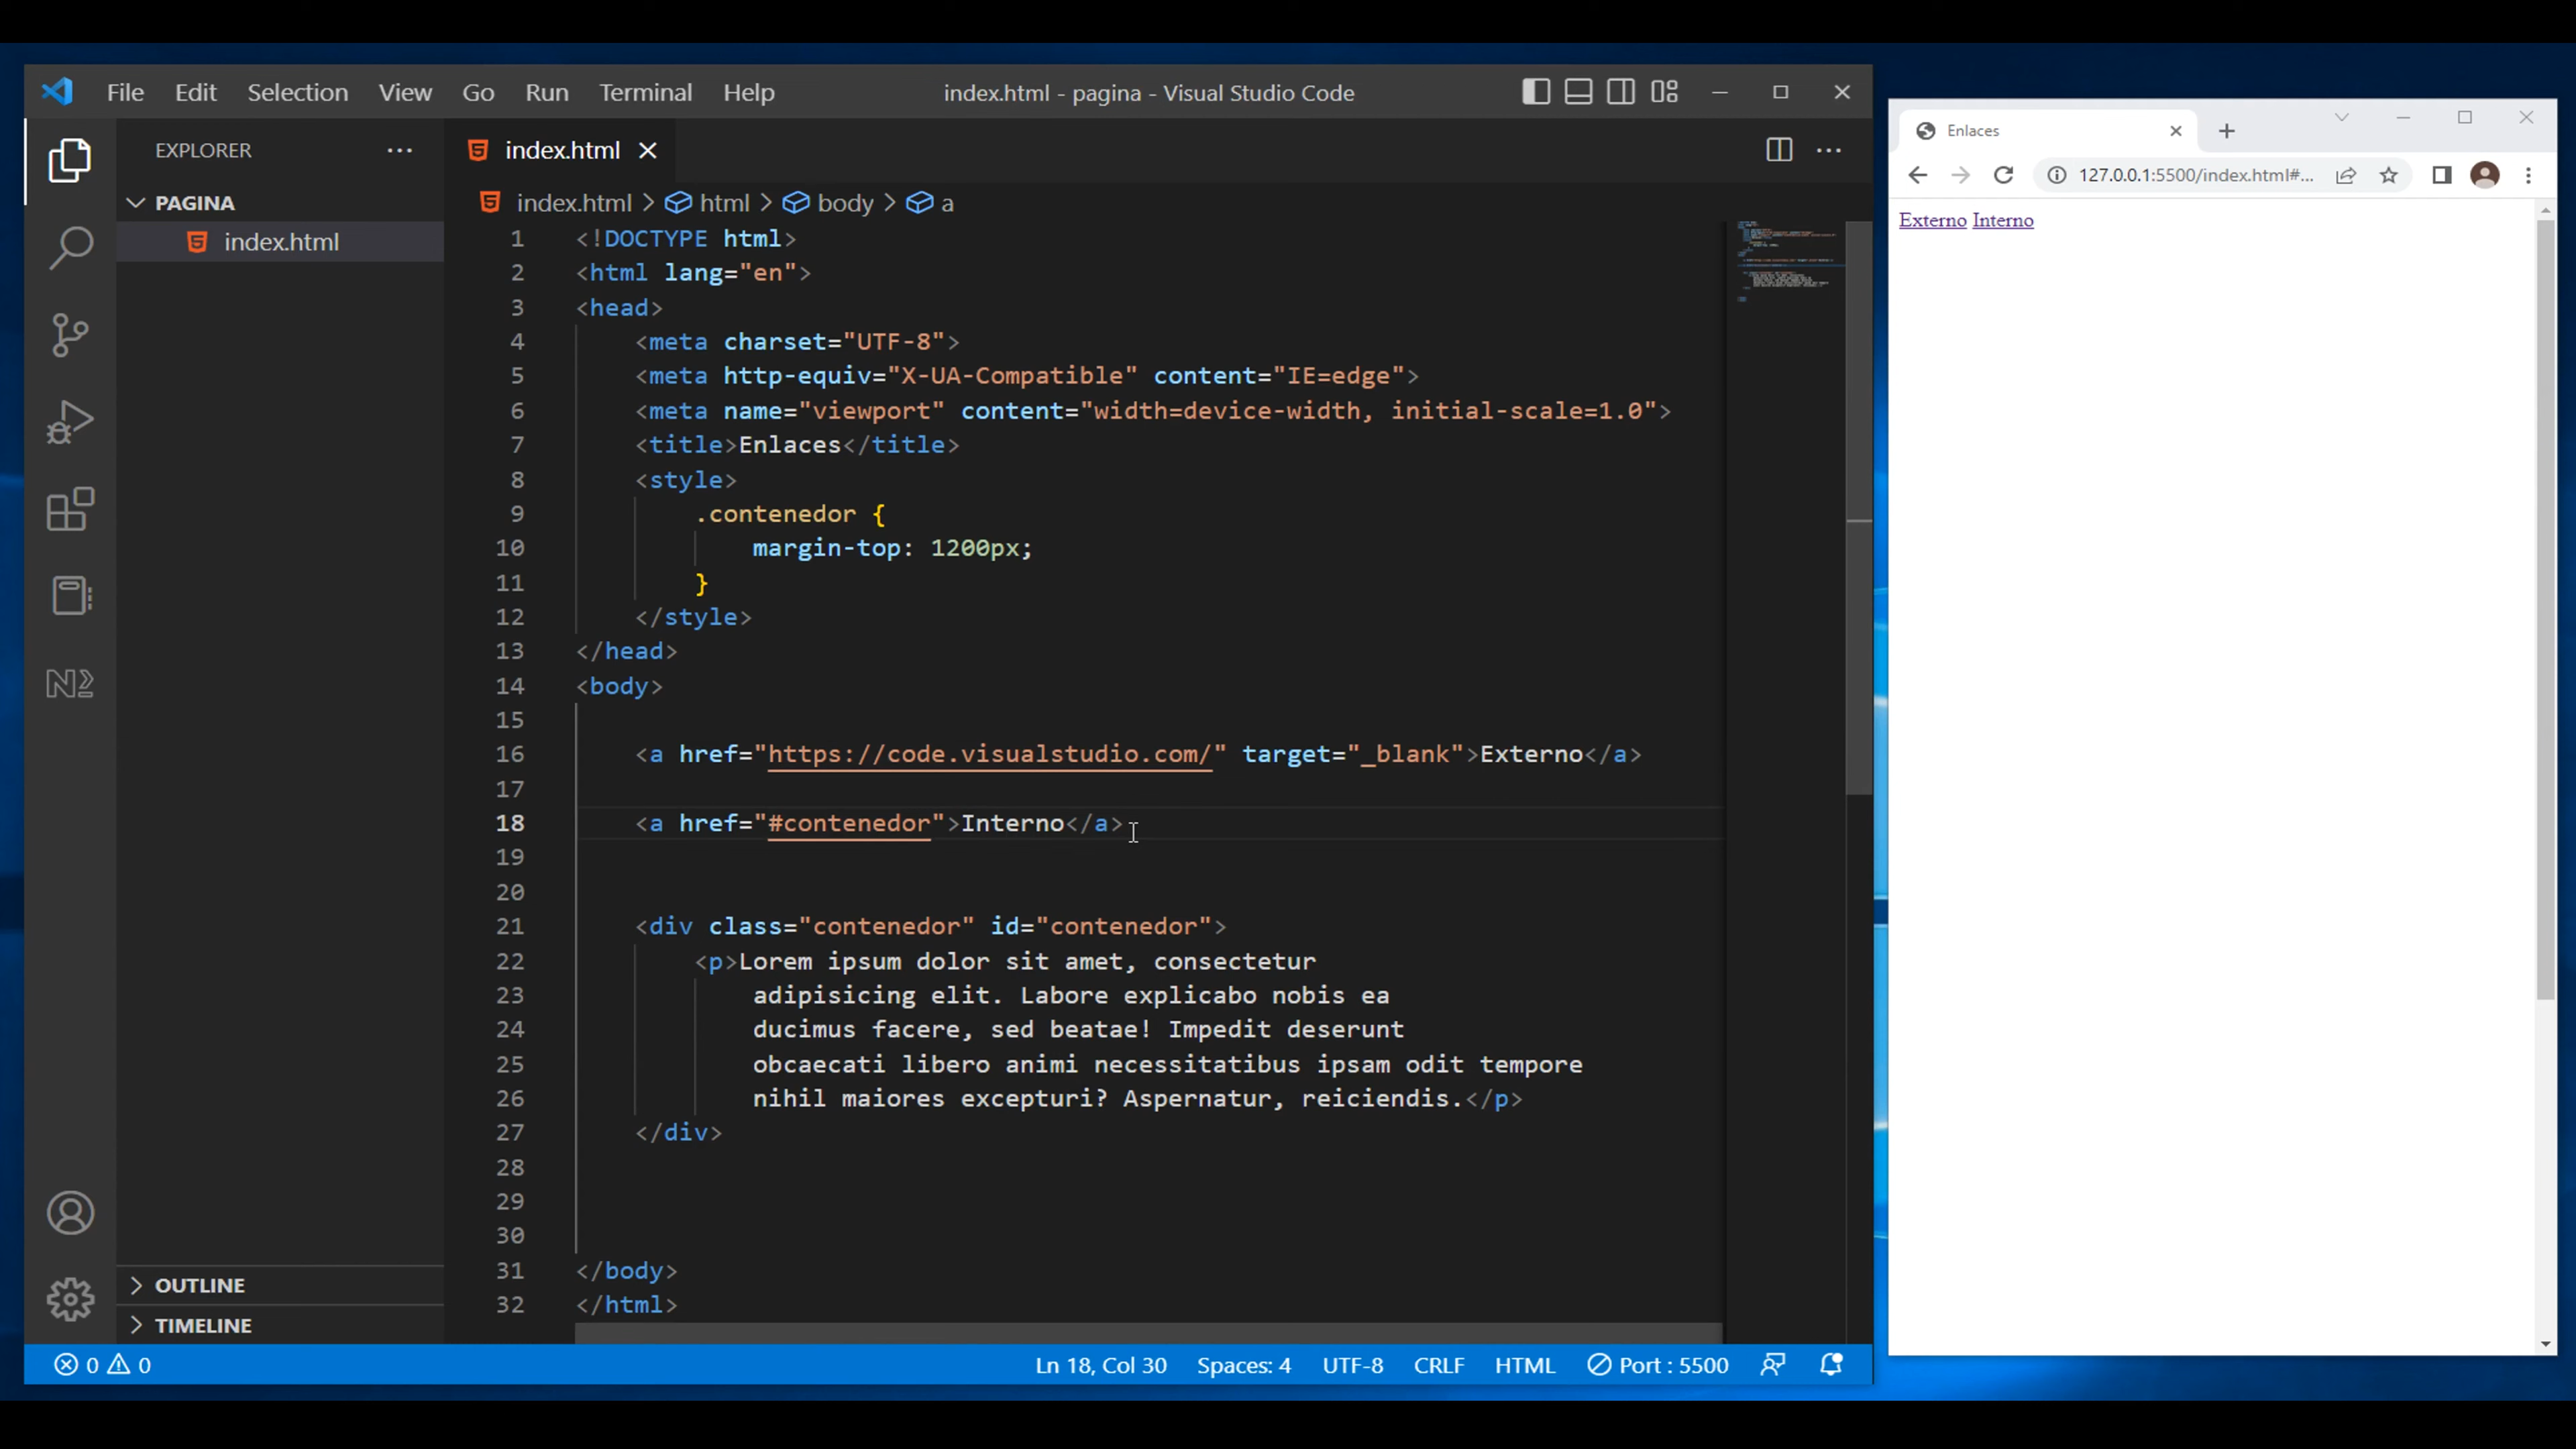 File Edit Selection View Go Run Terminal Help
index.html - pagina - Visual Studio Code
EXPLORER
PAGINA
index.html
OUTLINE
TIMELINE
index.html
index.html > html > body > a
1 <!DOCTYPE html>
2 <html lang="en">
3 <head>
4 <meta charset="UTF-8">
5 <meta http-equiv="X-UA-Compatible" content="IE=edge">
6 <meta name="viewport" content="width=device-width, initial-scale=1.0">
7 <title>Enlaces</title>
8 <style>
9 .contenedor {
10 margin-top: 1200px;
11 }
12 </style>
13 </head>
14 <body>
15
16 <a href="https://code.visualstudio.com/" target="_blank">Externo</a>
17
18 <a href="#contenedor">Interno</a>
19
20
21 <div class="contenedor" id="contenedor">
22 <p>Lorem ipsum dolor sit amet, consectetur
23 adipisicing elit. Labore explicabo nobis ea
24 ducimus facere, sed beatae! Impedit deserunt
25 obcaecati libero animi necessitatibus ipsam odit tempore
26 nihil maiores excepturi? Aspernatur, reiciendis.</p>
27 </div>
28
29
30
31 </body>
32 </html>
0 0
Ln 18, Col 30 Spaces: 4 UTF-8 CRLF HTML Port : 5500
Enlaces
127.0.0.1:5500/index.html#...
Externo Interno